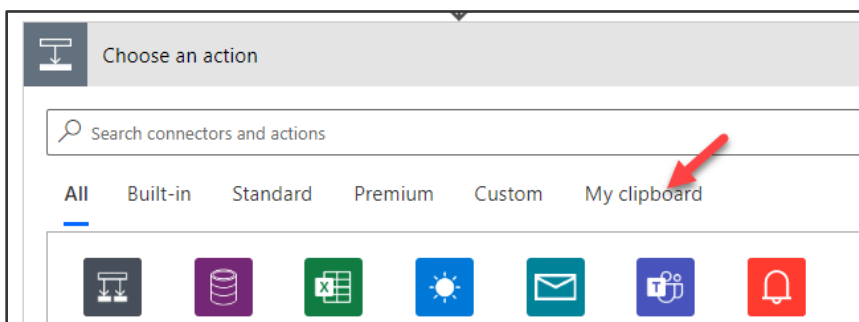 Choose an action
Search connectors and actions
All Built-in Standard Premium Custom My clipboard